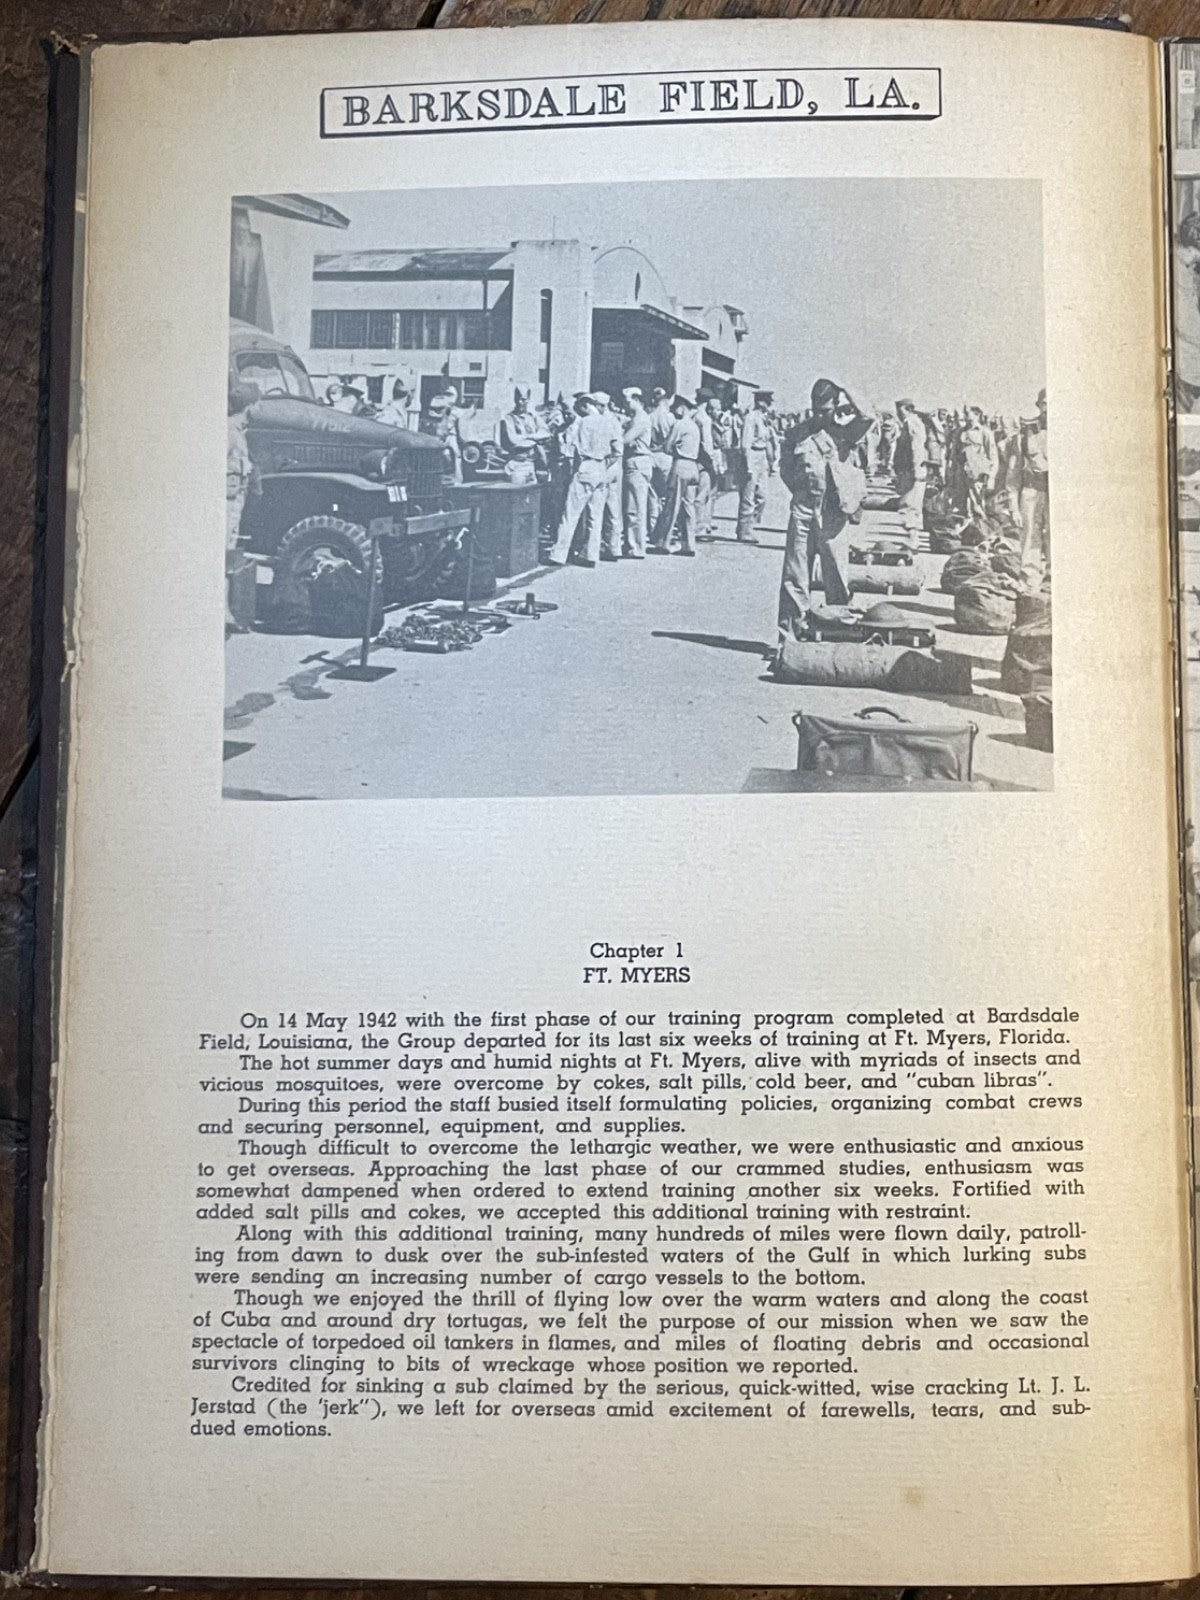 BARKSDALE FIELD, LA.
77512
Chapter 1
FT. MYERS
On 14 May 1942 with the first phase of our training program completed at Bardsdale
Field, Louisiana, the Group departed for its last six weeks of training at Ft. Myers, Florida.
The hot summer days and humid nights at Ft. Myers, alive with myriads of insects and
vicious mosquitoes, were overcome by cokes, salt pills, cold beer, and "cuban libras".
During this period the staff busied itself formulating policies, organizing combat crews
and securing personnel, equipment, and supplies.
Though difficult to overcome the lethargic weather, we were enthusiastic and anxious
to get overseas. Approaching the last phase of our crammed studies, enthusiasm was
somewhat dampened when ordered to extend training another six weeks. Fortified with
added salt pills and cokes, we accepted this additional training with restraint.
Along with this additional training, many hundreds of miles were flown daily, patroll-
ing from dawn to dusk over the sub-infested waters of the Gulf in which lurking subs
were sending an increasing number of cargo vessels to the bottom.
Though we enjoyed the thrill of flying low over the warm waters and along the coast
of Cuba and around dry tortugas, we felt the purpose of our mission when we saw the
spectacle of torpedoed oil tankers in flames, and miles of floating debris and occasional
survivors clinging to bits of wreckage whose position we reported.
Credited for sinking a sub claimed by the serious, quick-witted, wise cracking Lt. J. L.
Jerstad (the 'jerk"), we left for overseas amid excitement of farewells, tears, and sub-
dued emotions.